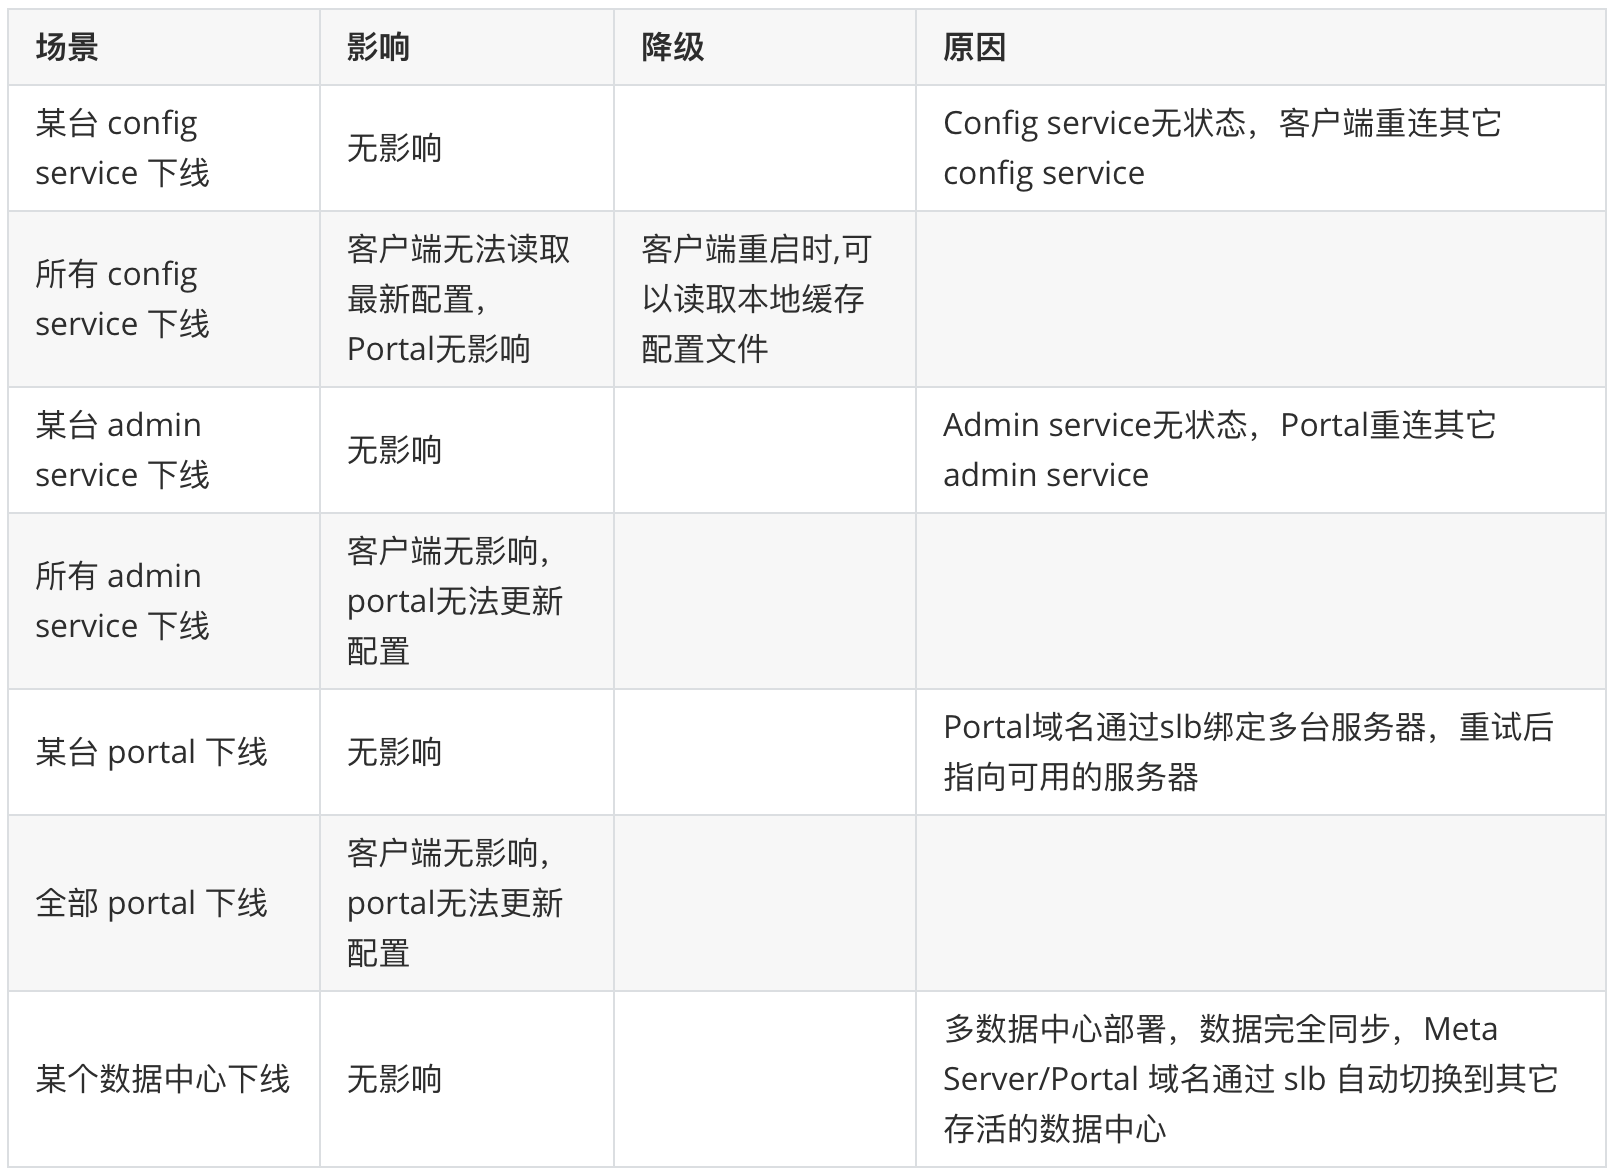 场景
影响
降级
原因
某台 config
service 下线
无影响
Config service无状态，客户端重连其它
config service
所有 config
service 下线
客户端无法读取
最新配置，
Portal无影响
客户端重启时,可
以读取本地缓存
配置文件
某台 admin
service 下线
无影响
Admin service无状态，Portal重连其它
admin service
所有 admin
service 下线
客户端无影响，
portal无法更新
配置
某台 portal 下线
无影响
Portal域名通过slb绑定多台服务器，重试后
指向可用的服务器
全部 portal 下线
客户端无影响，
portal无法更新
配置
某个数据中心下线
无影响
多数据中心部署，数据完全同步，Meta
Server/Portal 域名通过 slb 自动切换到其它
存活的数据中心